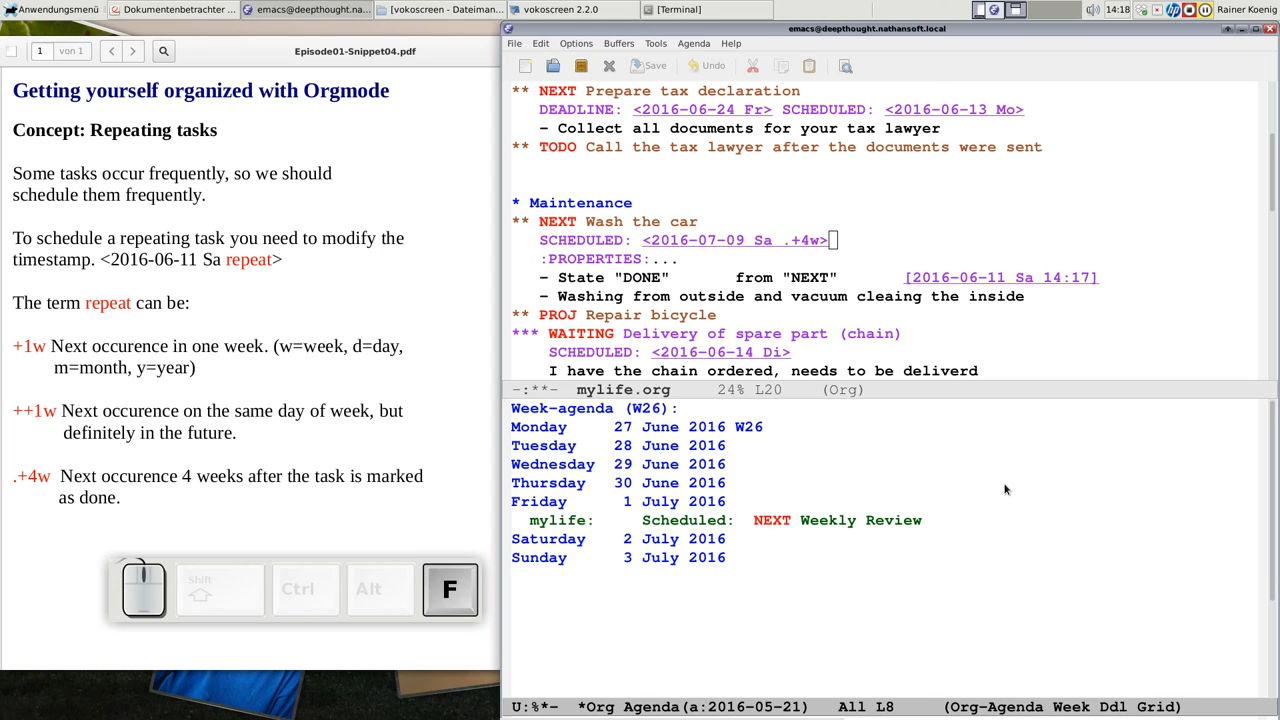 Anwendungsmenü
Dokumentenbetrachter ...
emacs@deepthought.na...
[vokoscreen - Dateiman...
vokoscreen 2.2.0
[Terminal]
14:18
Rainer Koenig
1 von 1
Episode01-Snippet04.pdf
Getting yourself organized with Orgmode
Concept: Repeating tasks
Some tasks occur frequently, so we should
schedule them frequently.
To schedule a repeating task you need to modify the
timestamp. <2016-06-11 Sa repeat>
The term repeat can be:
+1w Next occurence in one week. (w=week, d=day,
m=month, y=year)
++1w Next occurence on the same day of week, but
definitely in the future.
.+4w Next occurence 4 weeks after the task is marked
as done.
Shift
Ctrl
Alt
F
emacs@deepthought.nathansoft.local
File Edit Options Buffers Tools Agenda Help
Save Undo
** NEXT Prepare tax declaration
DEADLINE: <2016-06-24 Fr> SCHEDULED: <2016-06-13 Mo>
- Collect all documents for your tax lawyer
** TODO Call the tax lawyer after the documents were sent
* Maintenance
** NEXT Wash the car
SCHEDULED: <2016-07-09 Sa .+4w>
:PROPERTIES:...
- State "DONE" from "NEXT" [2016-06-11 Sa 14:17]
- Washing from outside and vacuum cleaing the inside
** PROJ Repair bicycle
*** WAITING Delivery of spare part (chain)
SCHEDULED: <2016-06-14 Di>
I have the chain ordered, needs to be deliverd
-:**- mylife.org 24% L20 (Org)
Week-agenda (W26):
Monday 27 June 2016 W26
Tuesday 28 June 2016
Wednesday 29 June 2016
Thursday 30 June 2016
Friday 1 July 2016
mylife: Scheduled: NEXT Weekly Review
Saturday 2 July 2016
Sunday 3 July 2016
U:%*- *Org Agenda(a:2016-05-21) All L8 (Org-Agenda Week Ddl Grid)